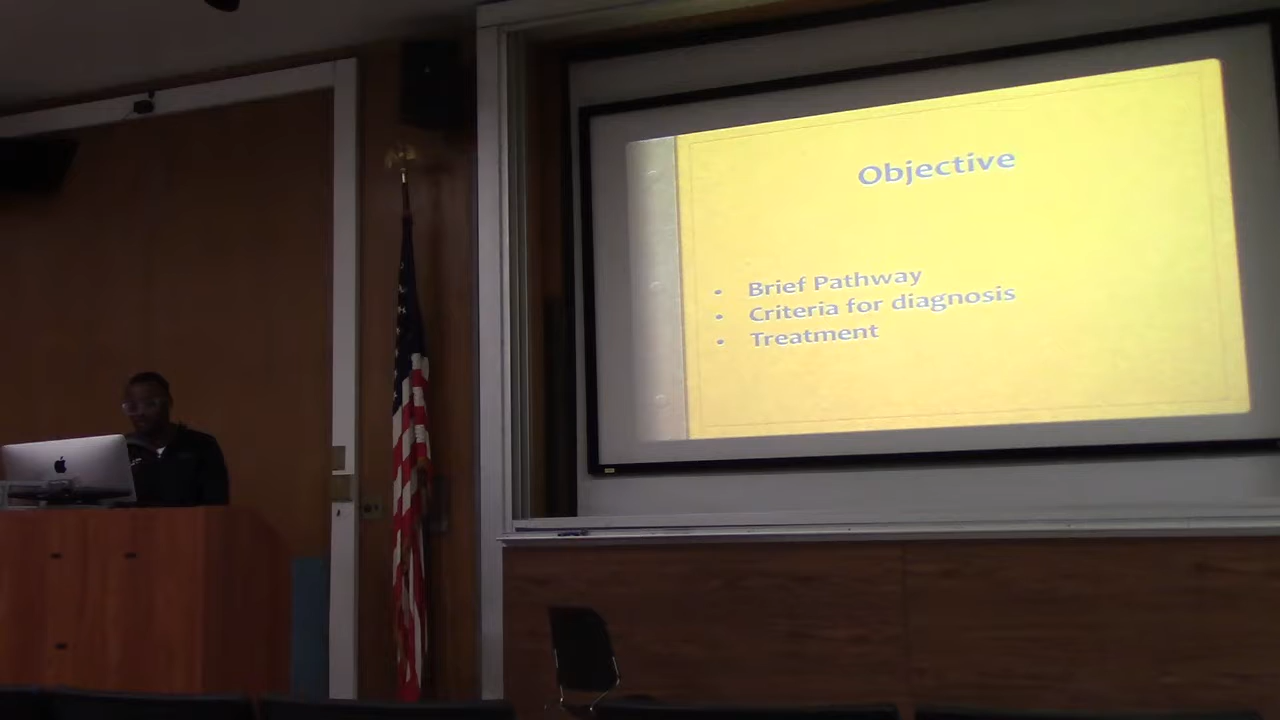 Objective
• Brief Pathway
• Criteria for diagnosis
• Treatment